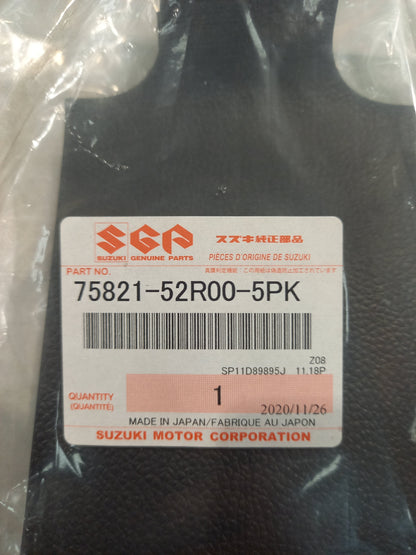 SGP スズキ純正部品
SUZUKI GENUINE PARTS PIÈCES D'ORIGINE DE SUZUKI
PART NO.
75821-52R00-5PK
Z08
SP11D89895J 11.18P
QUANTITY
(QUANTITÉ)
1
2020/11/26
MADE IN JAPAN/FABRIQUE AU JAPON
SUZUKI MOTOR CORPORATION